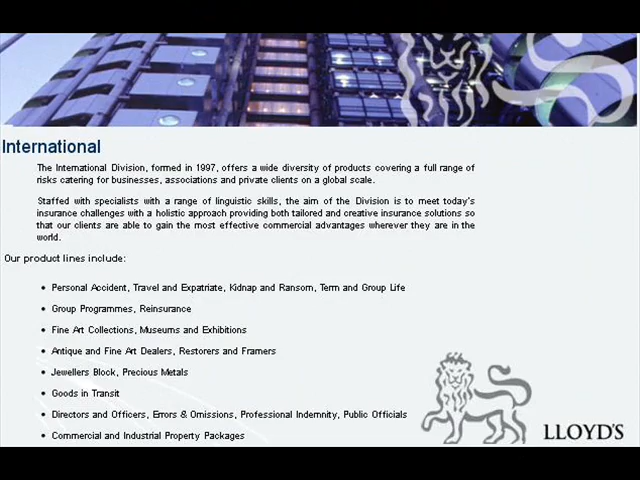 International
The International Division, formed in 1997, offers a wide diversity of products covering a full range of
risks catering for businesses, associations and private clients on a global scale.
Staffed with specialists with a range of linguistic skills, the aim of the Division is to meet today's
insurance challenges with a holistic approach providing both tailored and creative insurance solutions so
that our clients are able to gain the most effective commercial advantages wherever they are in the
world.
Our product lines include:
• Personal Accident, Travel and Expatriate, Kidnap and Ransom, Term and Group Life
• Group Programmes, Reinsurance
• Fine Art Collections, Museums and Exhibitions
• Antique and Fine Art Dealers, Restorers and Framers
• Jewellers Block, Precious Metals
• Goods in Transit
• Directors and Officers, Errors & Omissions, Professional Indemnity, Public Officials
• Commercial and Industrial Property Packages
LLOYD'S